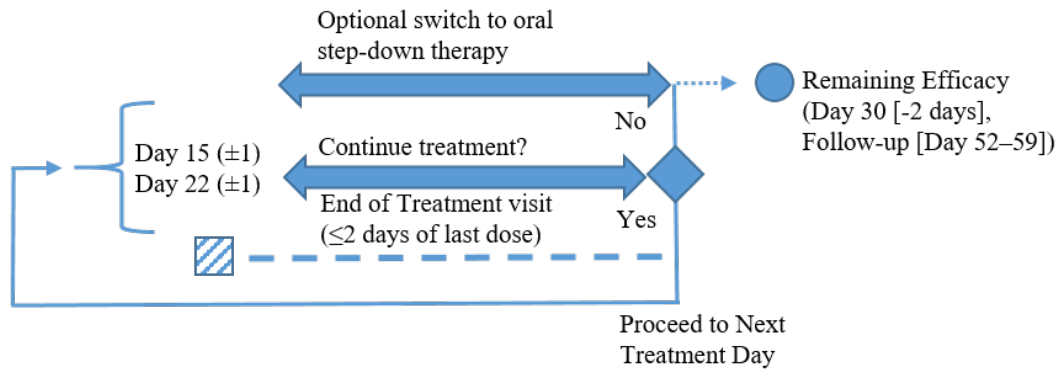 Optional switch to oral
step-down therapy
Remaining Efficacy
(Day 30 [-2 days],
Follow-up [Day 52–59])
No
Day 15 (±1)
Day 22 (±1)
Continue treatment?
End of Treatment visit
(≤2 days of last dose)
Yes
Proceed to Next
Treatment Day